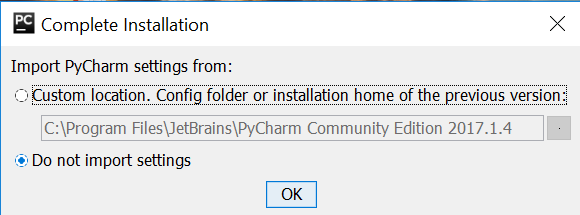 PC
Complete Installation
Import PyCharm settings from:
Custom location. Config folder or installation home of the previous version:
C:\Program Files\JetBrains\PyCharm Community Edition 2017.1.4
.
Do not import settings
OK